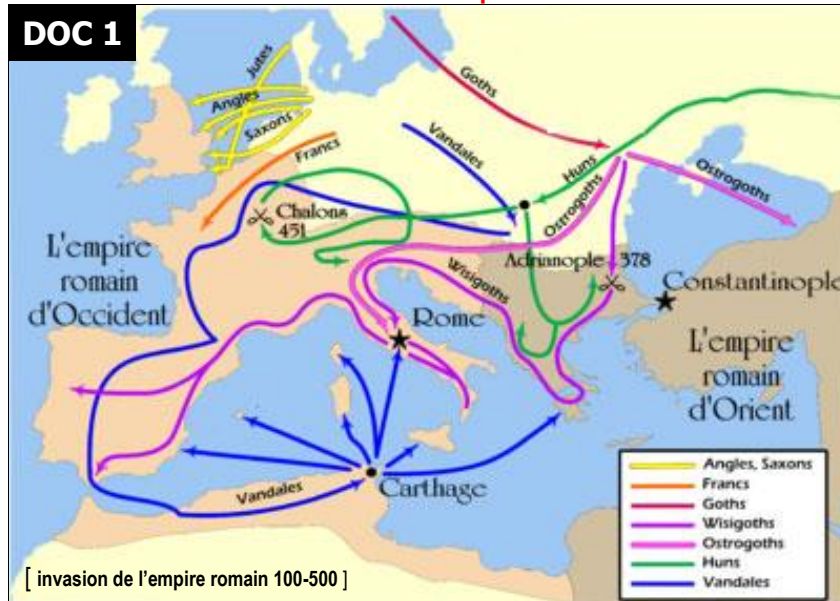 DOC 1
Jutes
Angles
Saxons
Francs
Goths
Vandales
Huns
Ostrogoths
Ostrogoths
Chalons
451
L'empire
romain
d'Occident
Wisigoths
Adrianople 378
Constantinople
Rome
L'empire
romain
d'Orient
Vandales
Carthage
Angles, Saxons
Francs
Goths
Wisigoths
Ostrogoths
Huns
Vandales
[ invasion de l'empire romain 100-500 ]